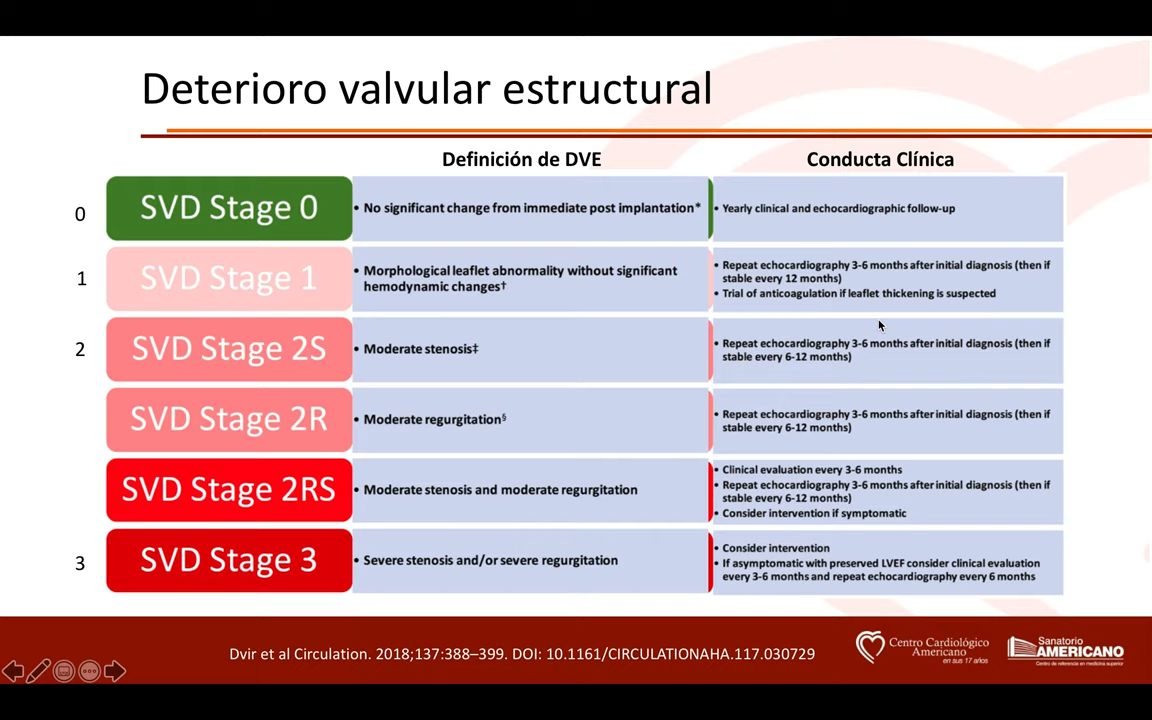 Deterioro valvular estructural
Definición de DVE
Conducta Clínica
0
SVD Stage 0
• No significant change from immediate post implantation*
• Yearly clinical and echocardiographic follow-up
1
SVD Stage 1
• Morphological leaflet abnormality without significant
hemodynamic changes†
• Repeat echocardiography 3-6 months after initial diagnosis (then if
stable every 12 months)
• Trial of anticoagulation if leaflet thickening is suspected
2
SVD Stage 2S
• Moderate stenosis‡
• Repeat echocardiography 3-6 months after initial diagnosis (then if
stable every 6-12 months)
SVD Stage 2R
• Moderate regurgitation§
• Repeat echocardiography 3-6 months after initial diagnosis (then if
stable every 6-12 months)
SVD Stage 2RS
• Moderate stenosis and moderate regurgitation
• Clinical evaluation every 3-6 months
• Repeat echocardiography 3-6 months after initial diagnosis (then if
stable every 6-12 months)
• Consider intervention if symptomatic
3
SVD Stage 3
• Severe stenosis and/or severe regurgitation
• Consider intervention
• If asymptomatic with preserved LVEF consider clinical evaluation
every 3-6 months and repeat echocardiography every 6 months
Dvir et al Circulation. 2018;137:388–399. DOI: 10.1161/CIRCULATIONAHA.117.030729
Centro Cardiológico
Americano
en sus 17 años
Sanatorio
AMERICANO
Centro de referencia en medicina superior